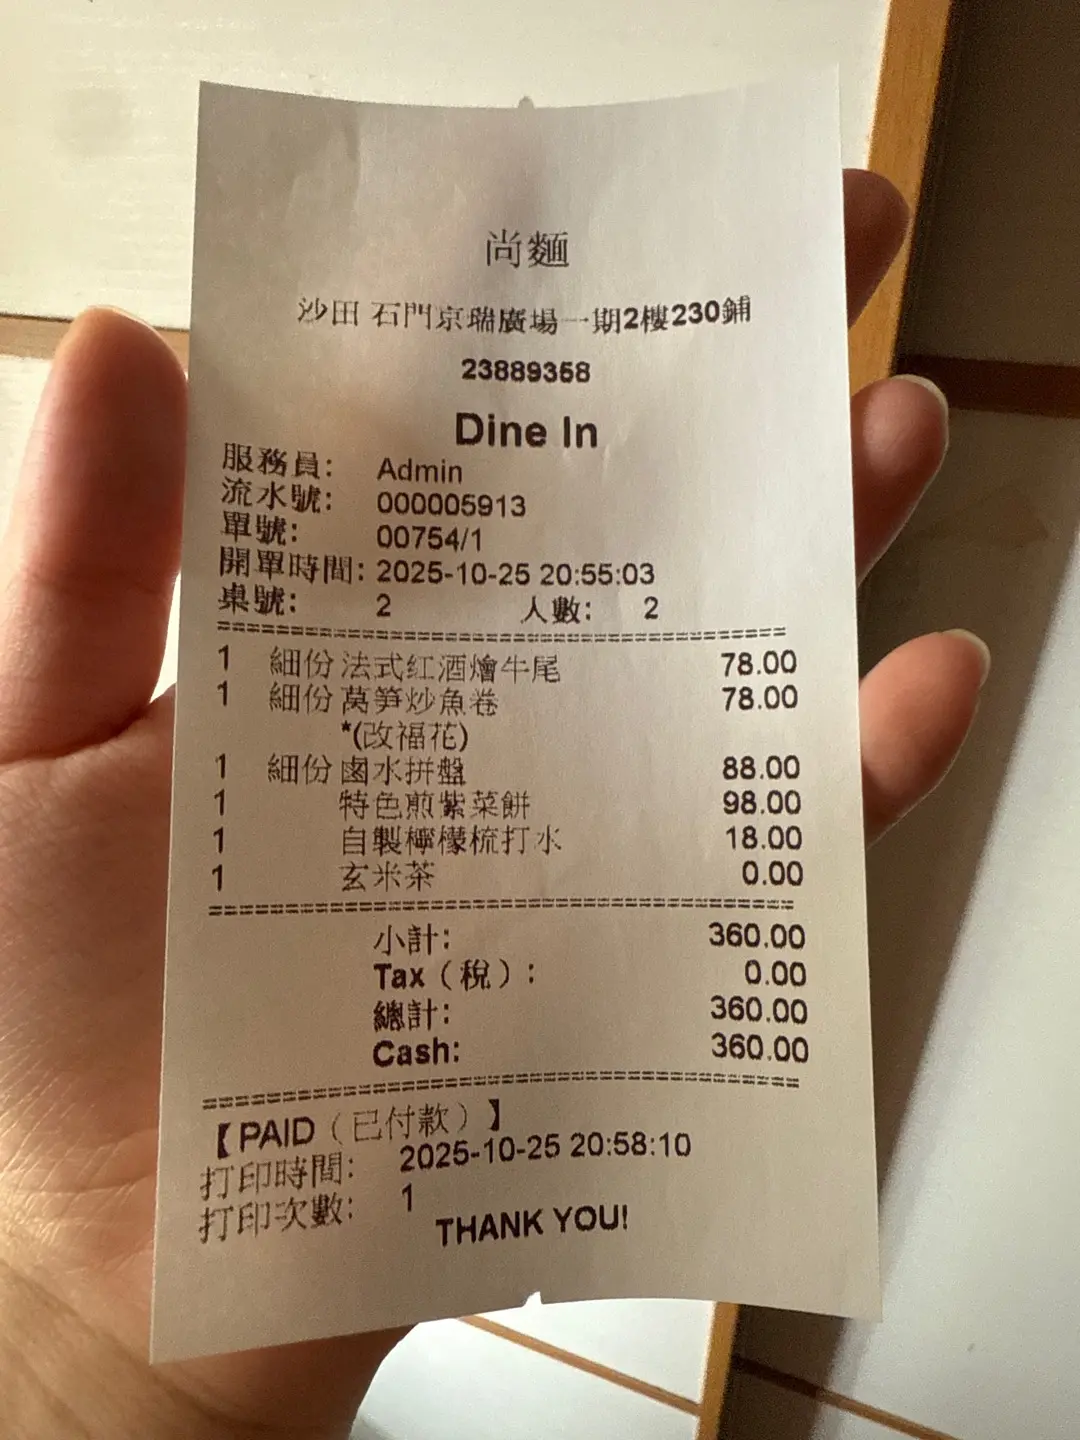 尚麵
沙田 石門京瑞廣場一期2樓230鋪
23889358
Dine In
服務員: Admin
流水號: 000005913
單號: 00754/1
開單時間: 2025-10-25 20:55:03
桌號: 2 人數: 2
1 細份 法式红酒燴牛尾 78.00
1 細份 萵筍炒魚卷 78.00
*(改福花)
1 細份 鹵水拼盤 88.00
1 特色煎紫菜餅 98.00
1 自製檸檬梳打水 18.00
1 玄米茶 0.00
小計: 360.00
Tax（稅）: 0.00
總計: 360.00
Cash: 360.00
【PAID（已付款）】
打印時間: 2025-10-25 20:58:10
打印次數: 1
THANK YOU!